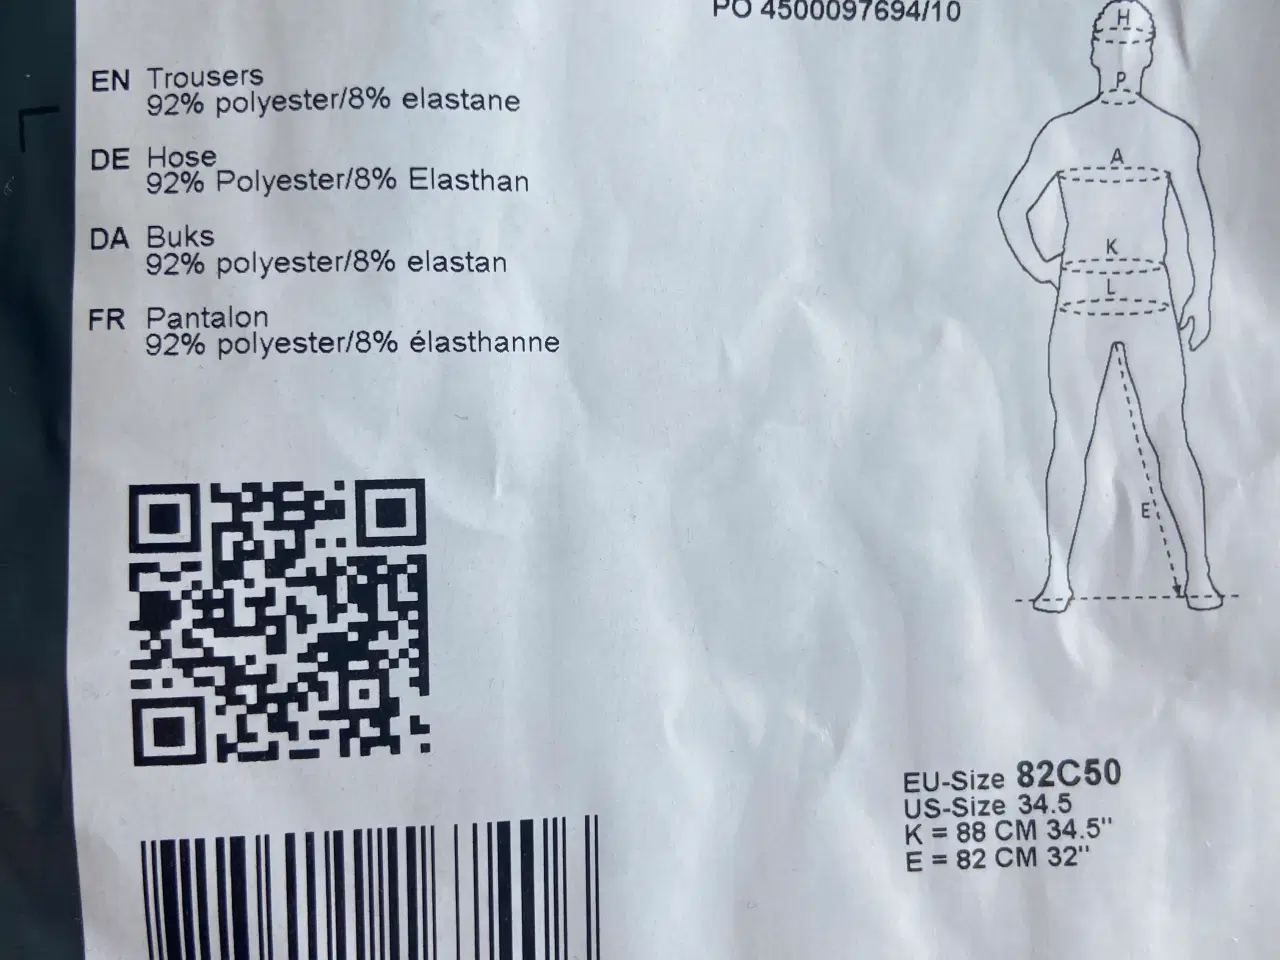 PO 4500097694/10
EN Trousers
92% polyester/8% elastane
DE Hose
92% Polyester/8% Elasthan
DA Buks
92% polyester/8% elastan
FR Pantalon
92% polyester/8% élasthanne
H
P
A
K
L
E
EU-Size 82C50
US-Size 34.5
K = 88 CM 34.5"
E = 82 CM 32"